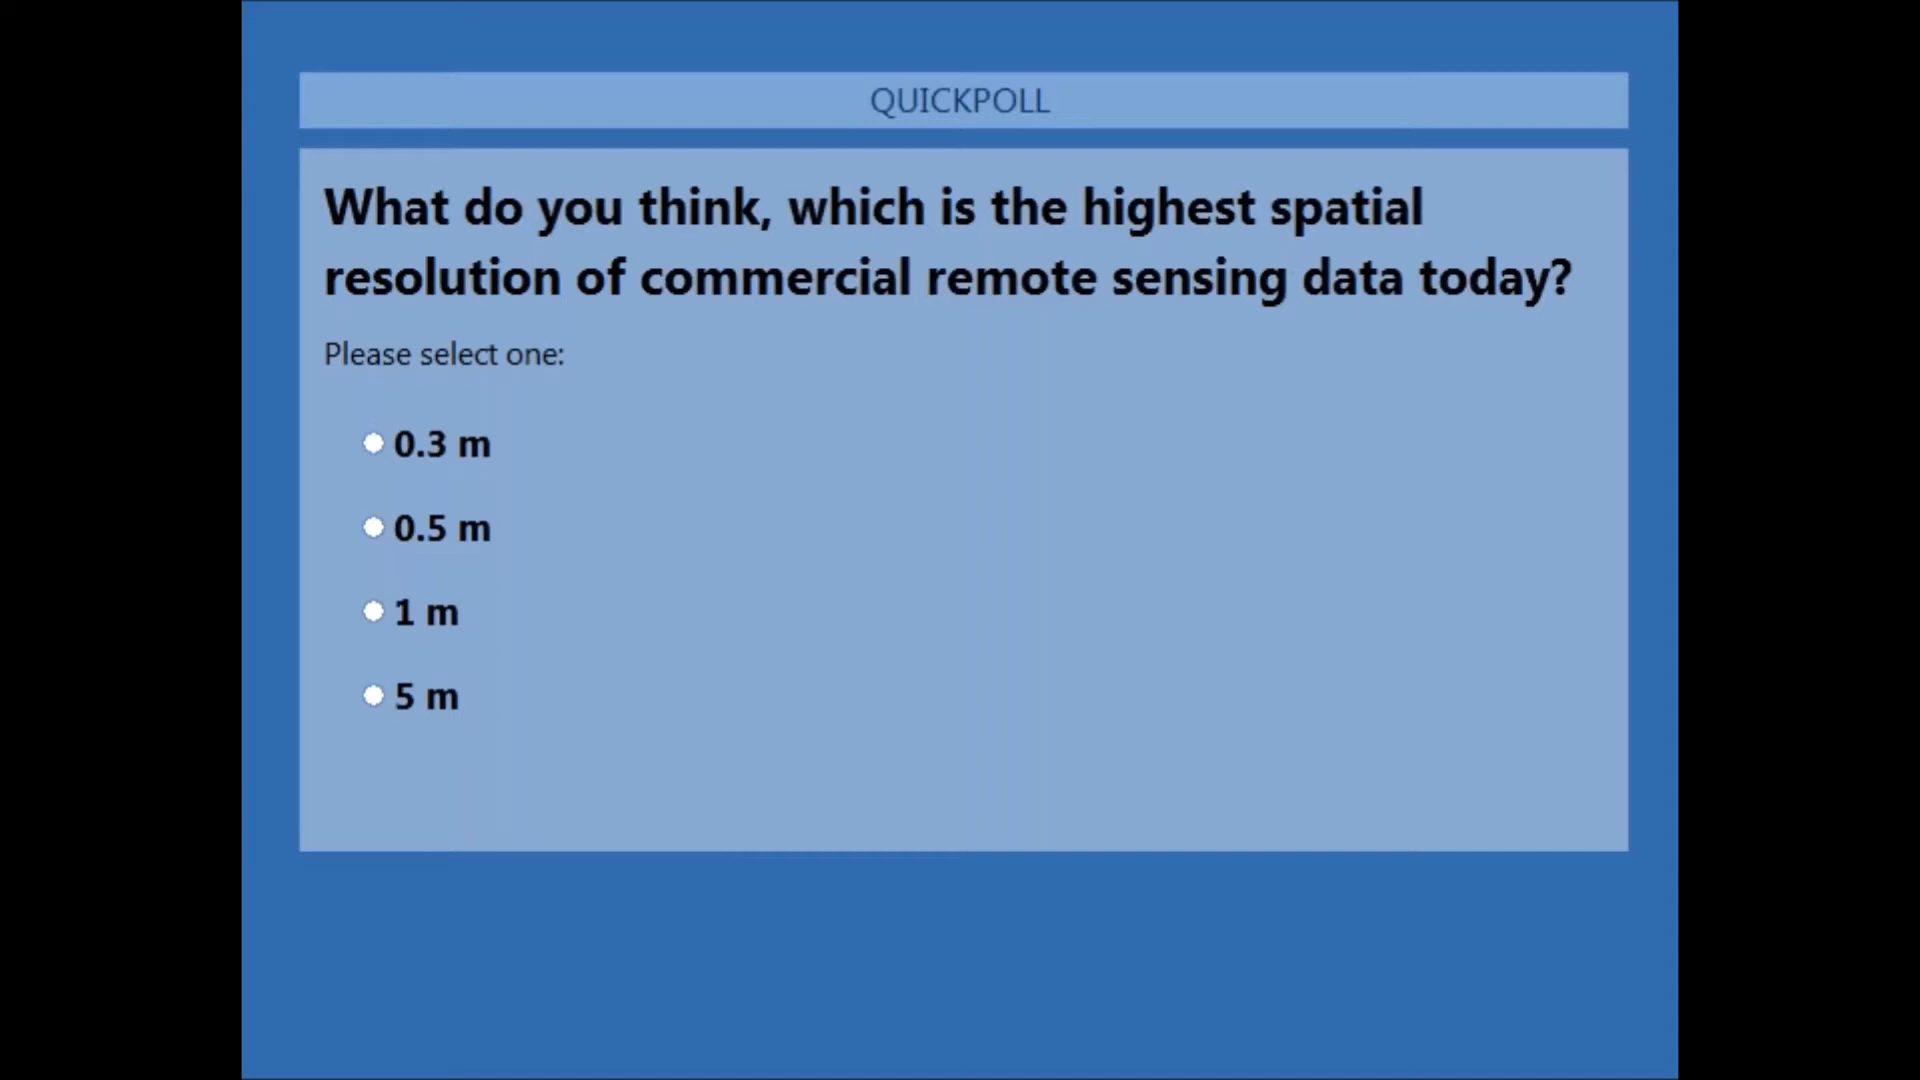 QUICKPOLL
What do you think, which is the highest spatial
resolution of commercial remote sensing data today?
Please select one:
0.3 m
0.5 m
1 m
5 m